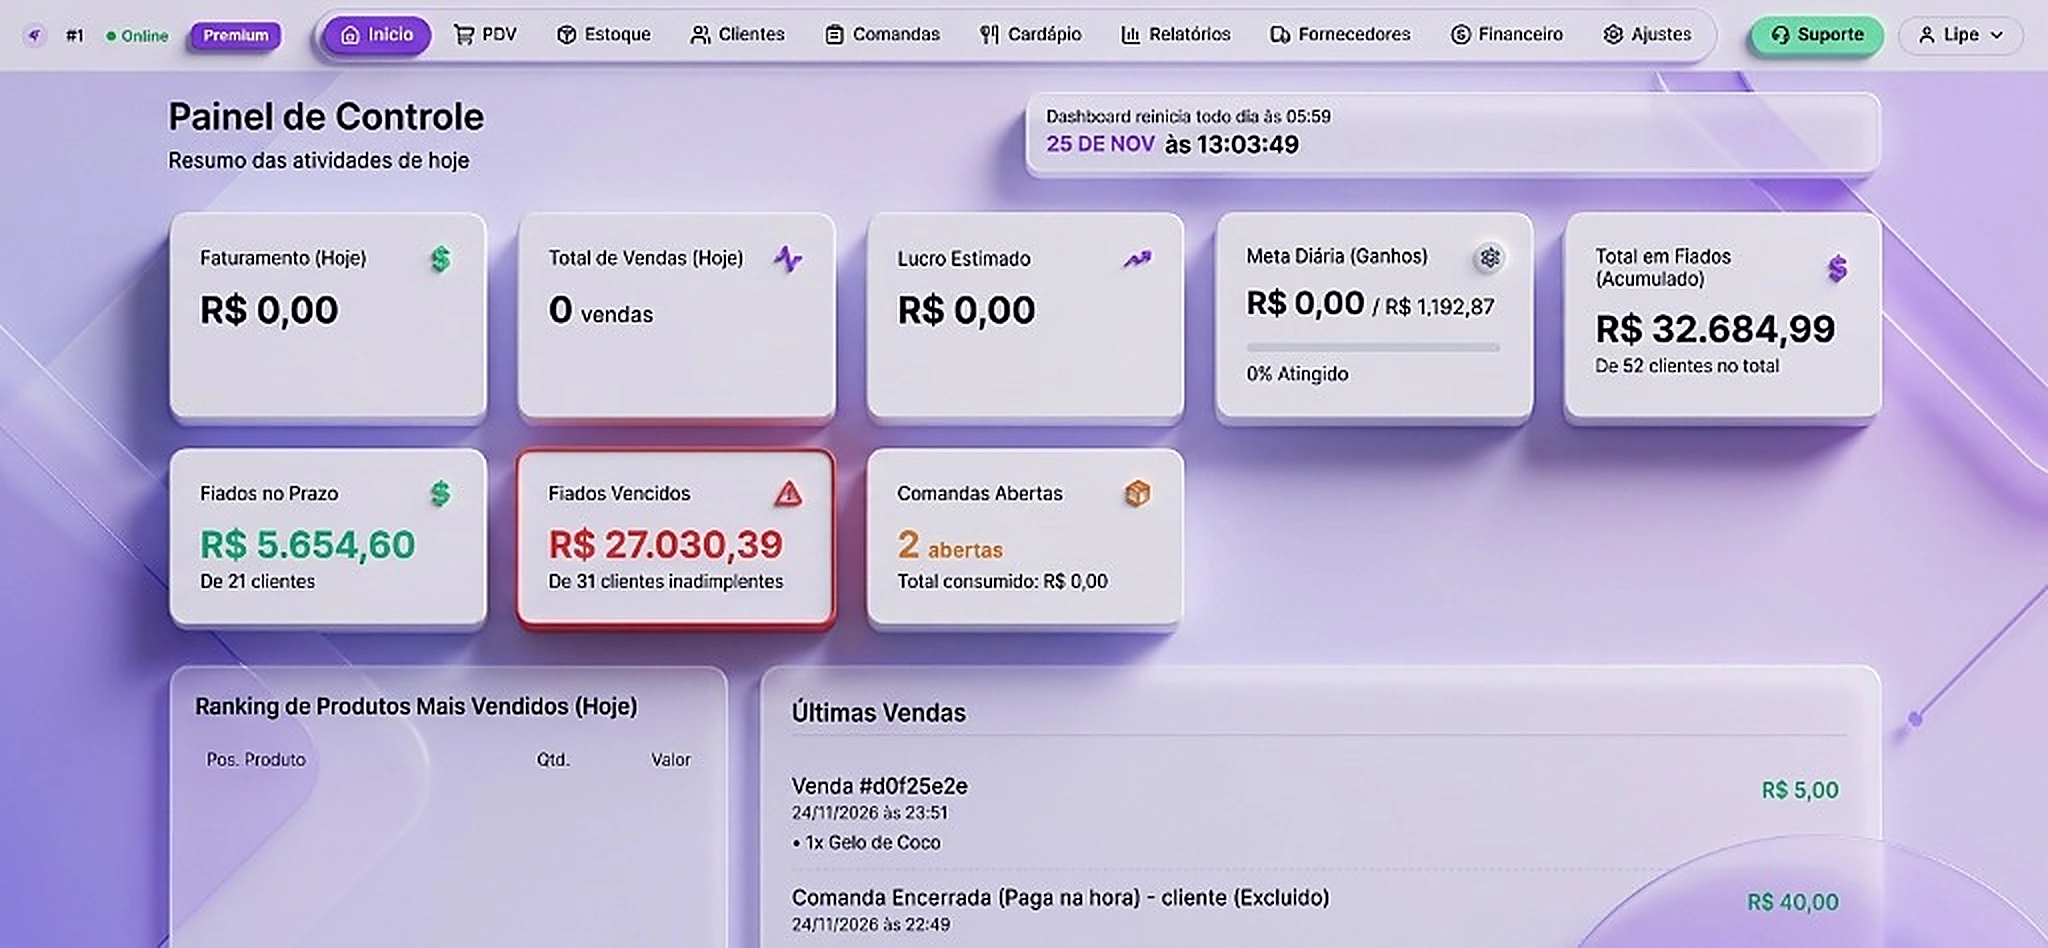 #1 Online Premium Inicio PDV Estoque Clientes Comandas Cardápio Relatórios Fornecedores Financeiro Ajustes Suporte Lipe
Painel de Controle
Resumo das atividades de hoje
Dashboard reinicia todo dia às 05:59
25 DE NOV às 13:03:49
Faturamento (Hoje)
R$ 0,00
Total de Vendas (Hoje)
0 vendas
Lucro Estimado
R$ 0,00
Meta Diária (Ganhos)
R$ 0,00 / R$ 1.192,87
0% Atingido
Total em Fiados
(Acumulado)
R$ 32.684,99
De 52 clientes no total
Fiados no Prazo
R$ 5.654,60
De 21 clientes
Fiados Vencidos
R$ 27.030,39
De 31 clientes inadimplentes
Comandas Abertas
2 abertas
Total consumido: R$ 0,00
Ranking de Produtos Mais Vendidos (Hoje)
Pos. Produto Qtd. Valor
Últimas Vendas
Venda #d0f25e2e R$ 5,00
24/11/2026 às 23:51
• 1x Gelo de Coco
Comanda Encerrada (Paga na hora) - cliente (Excluido) R$ 40,00
24/11/2026 às 22:49